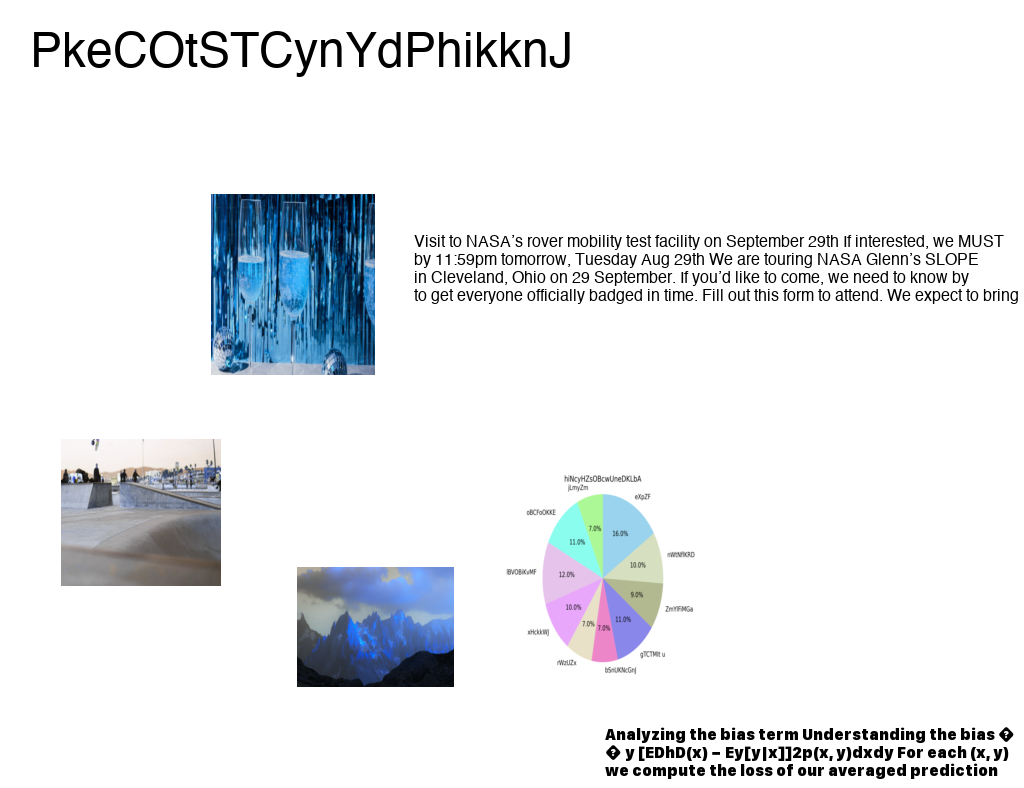 PkeCOtSTCynYdPhikknJ
Visit to NASA’s rover mobility test facility on September 29th If interested, we MUST
by 11:59pm tomorrow, Tuesday Aug 29th We are touring NASA Glenn’s SLOPE
in Cleveland, Ohio on 29 September. If you’d like to come, we need to know by
to get everyone officially badged in time. Fill out this form to attend. We expect to bring
hiNcyHZsOBcwUneDKLbA
jLmyZm
eXpZF
oBCFoOKKE
7.0%
16.0%
11.0%
nWtNflKRD
10.0%
12.0%
9.0%
10.0%
ZmYlFiMGa
7.0%
7.0%
11.0%
xHckkWJ
gTCTMlt u
rWzUZx
bSnUKNcGnJ
Analyzing the bias term Understanding the bias �
� y [EDhD(x) − Ey[y|x]]2p(x, y)dxdy For each (x, y)
we compute the loss of our averaged prediction